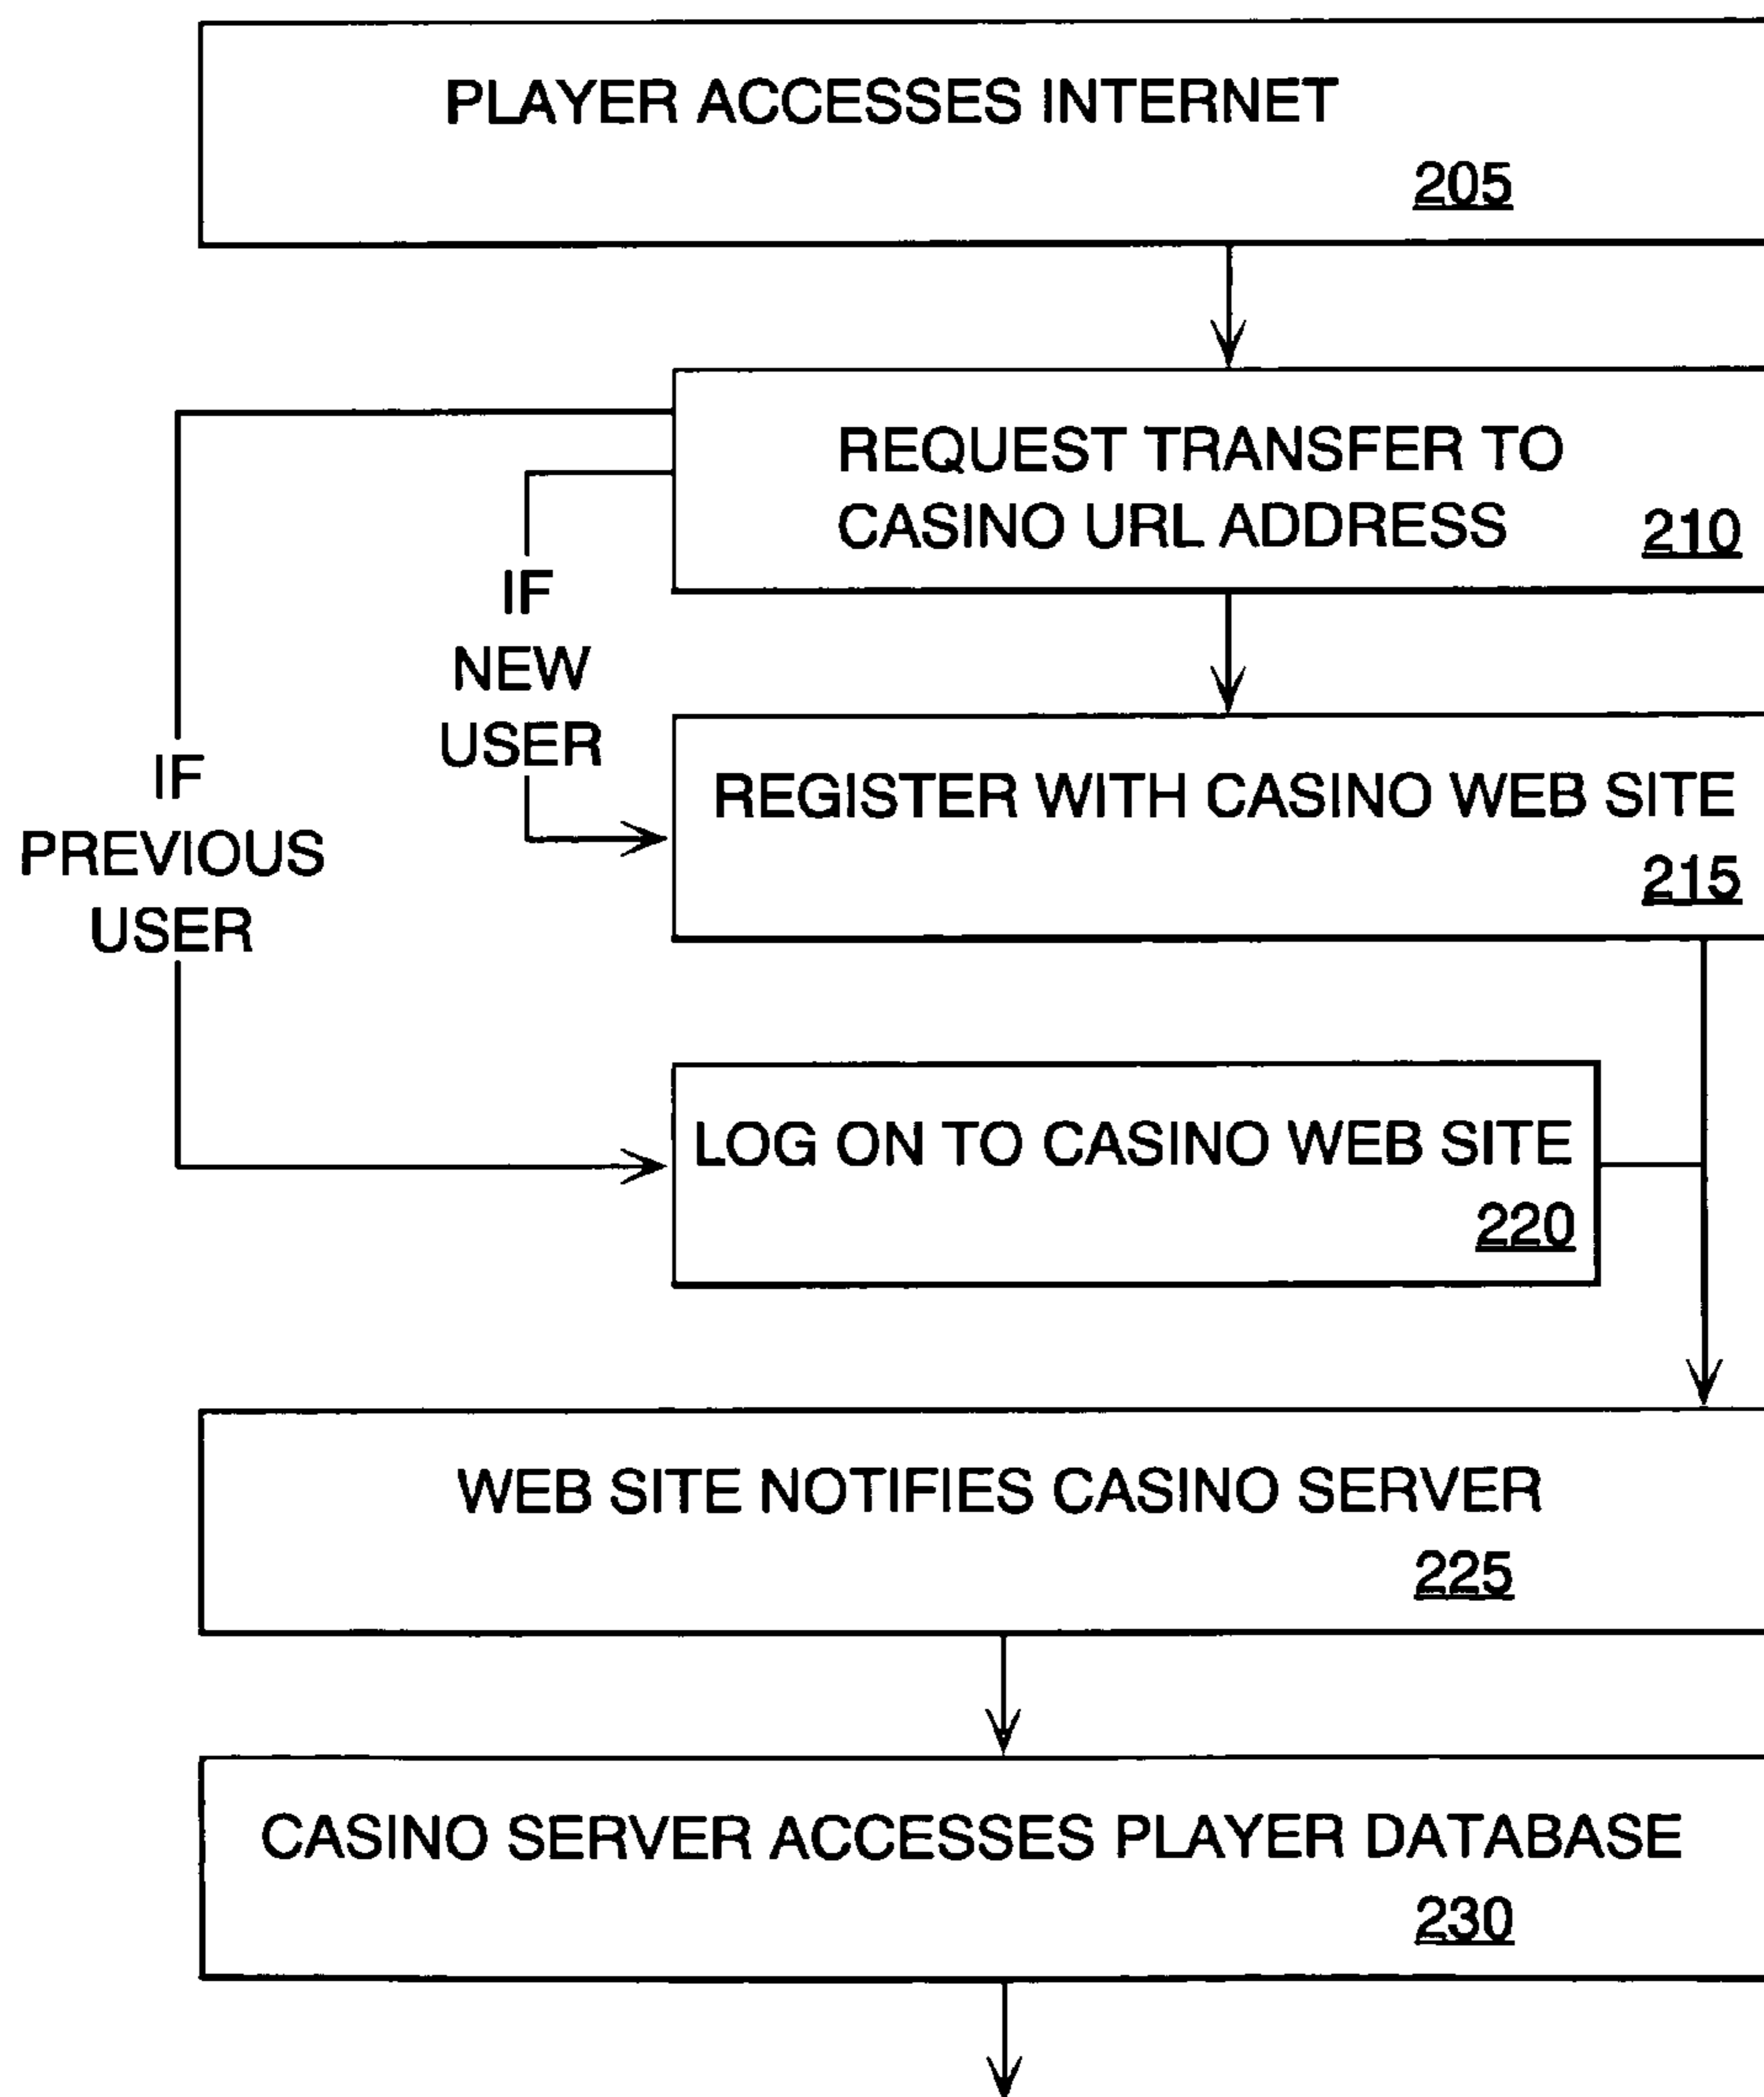 PLAYER ACCESSES INTERNET
205
REQUEST TRANSFER TO
CASINO URL ADDRESS 210
IF
NEW
USER
IF
PREVIOUS
USER
REGISTER WITH CASINO WEB SITE
215
LOG ON TO CASINO WEB SITE
220
WEB SITE NOTIFIES CASINO SERVER
225
CASINO SERVER ACCESSES PLAYER DATABASE
230